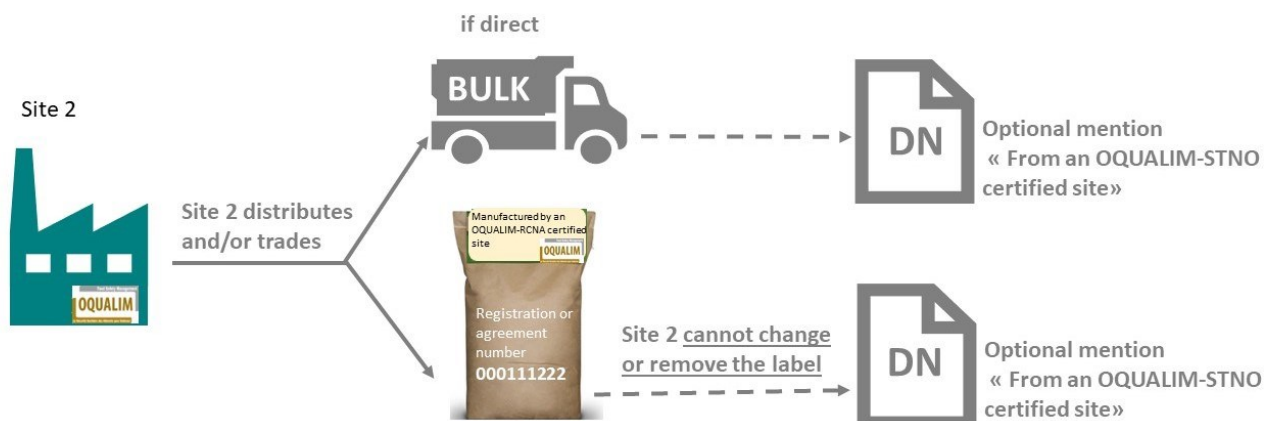 if direct
Site 2
BULK
DN
Optional mention
« From an OQUALIM-STNO
certified site»
Site 2 distributes
and/or trades
Manufactured by an
OQUALIM-RCNA certified
site
OQUALIM
OQUALIM
Registration or
agreement
number
000111222
Site 2 cannot change
or remove the label
DN
Optional mention
« From an OQUALIM-STNO
certified site»